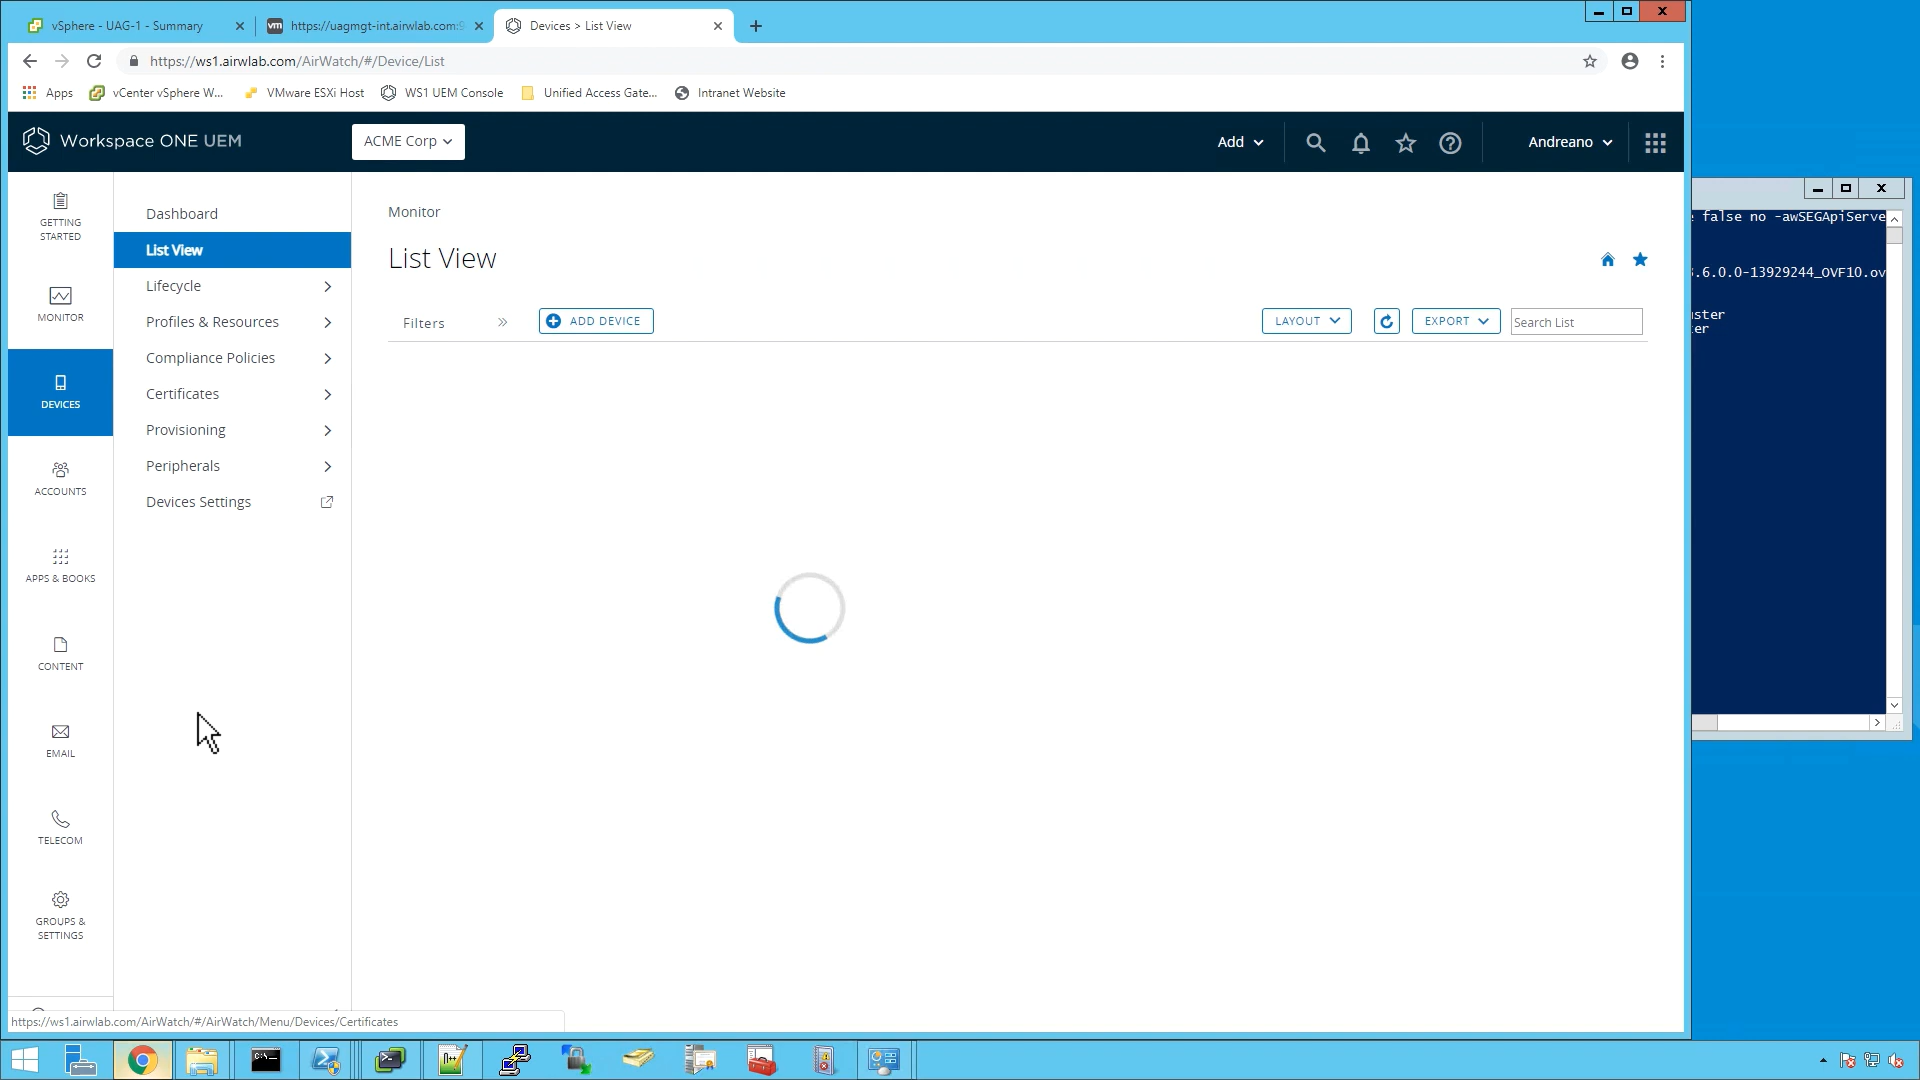 vSphere - UAG-1 - Summary
https://uagmgt-int.airwlab.com:9
Devices > List View
https://ws1.airwlab.com/AirWatch/#/Device/List
Apps
vCenter vSphere W...
VMware ESXi Host
WS1 UEM Console
Unified Access Gate...
Intranet Website
Workspace ONE UEM
ACME Corp
Add
Andreano
GETTING
STARTED
MONITOR
DEVICES
ACCOUNTS
APPS & BOOKS
CONTENT
EMAIL
TELECOM
GROUPS &
SETTINGS
Dashboard
List View
Lifecycle
Profiles & Resources
Compliance Policies
Certificates
Provisioning
Peripherals
Devices Settings
Monitor
List View
Filters
ADD DEVICE
LAYOUT
EXPORT
Search List
false no -awSEGApiServe
.6.0.0-13929244_OVF10.ov
https://ws1.airwlab.com/AirWatch/#/AirWatch/Menu/Devices/Certificates